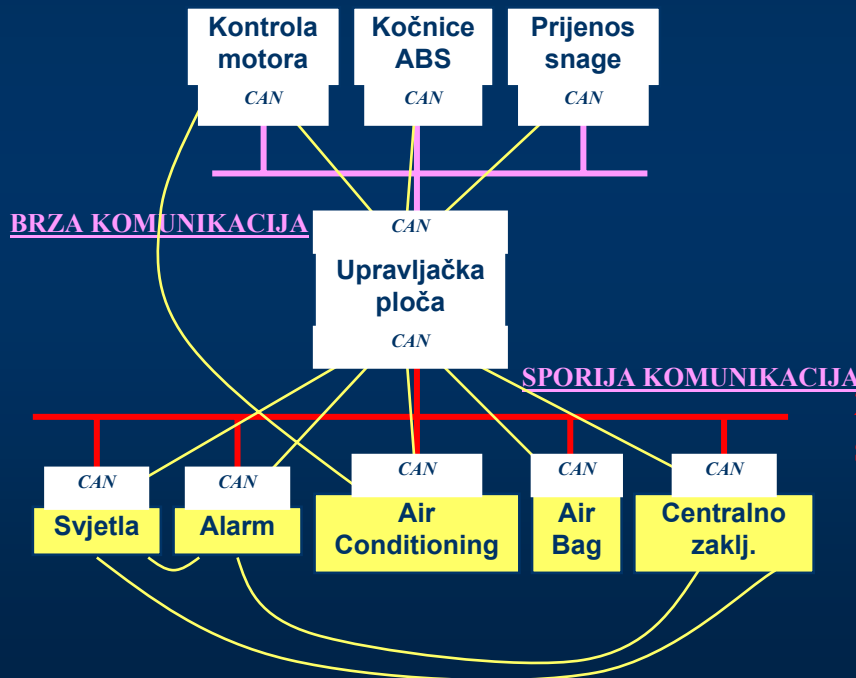 Kontrola
motora
Kočnice
ABS
Prijenos
snage
CAN
CAN
CAN
BRZA KOMUNIKACIJA
CAN
Upravljačka
ploča
CAN
SPORIJA KOMUNIKACIJA
CAN
CAN
CAN
CAN
CAN
Svjetla
Alarm
Air
Conditioning
Air
Bag
Centralno
zaklj.